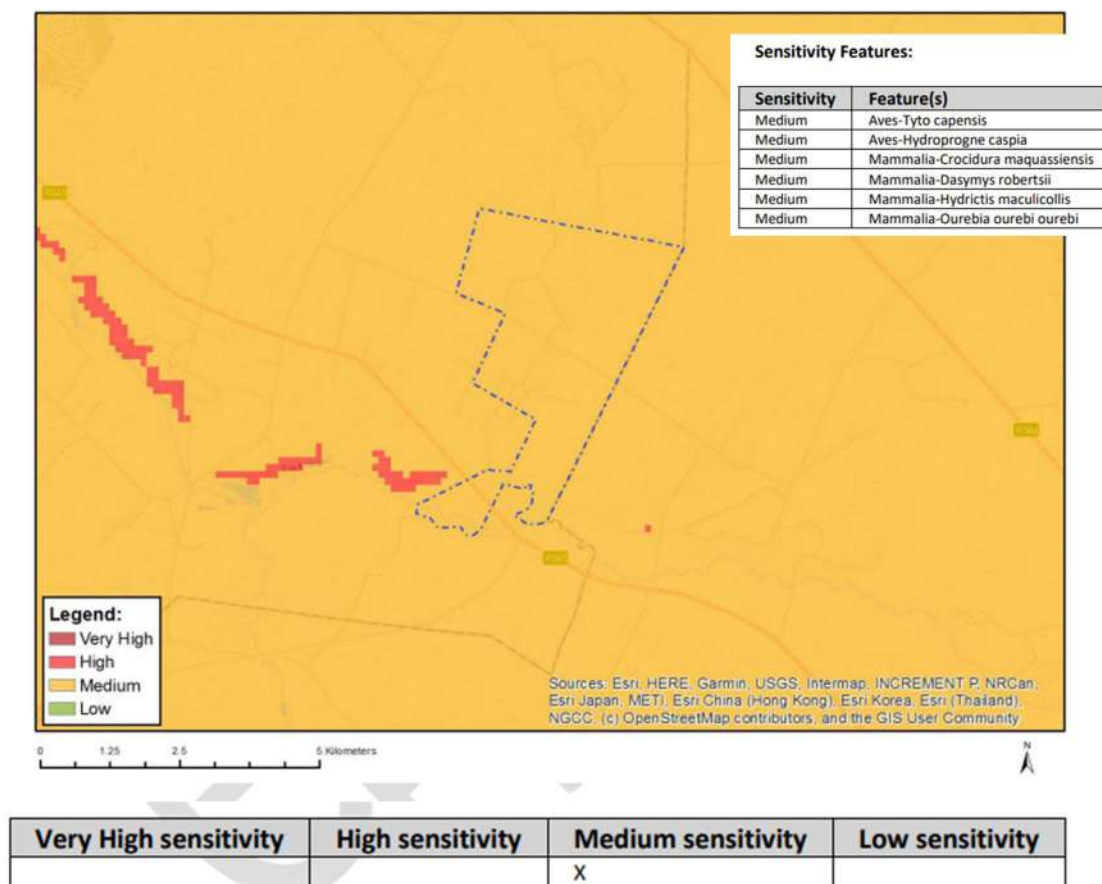 Sensitivity Features:
Sensitivity Feature(s)
Medium Aves-Tyto capensis
Medium Aves-Hydroprogne caspia
Medium Mammalia-Crocidura maquassiensis
Medium Mammalia-Dasymys robertsii
Medium Mammalia-Hydrictis maculicollis
Medium Mammalia-Ourebia ourebi ourebi
Legend:
Very High
High
Medium
Low
Sources: Esri, HERE, Garmin, USGS, Intermap, INCREMENT P, NRCan,
Esri Japan, METI, Esri China (Hong Kong), Esri Korea, Esri (Thailand),
NGCC, (c) OpenStreetMap contributors, and the GIS User Community
0 1.25 2.5 5 Kilometers
N
Very High sensitivity High sensitivity Medium sensitivity Low sensitivity
X